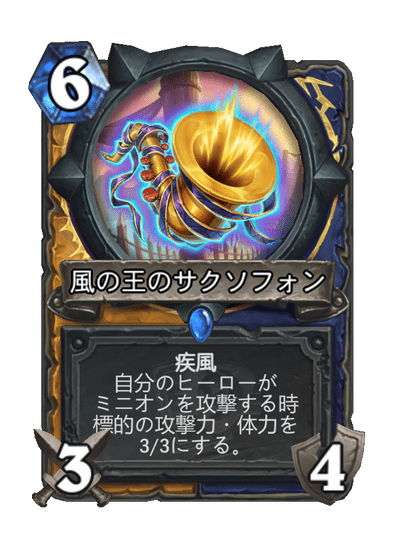 6
風の王のサクソフォン
疾風
自分のヒーローが
ミニオンを攻撃する時
標的の攻撃力・体力を
3/3にする。
3
4